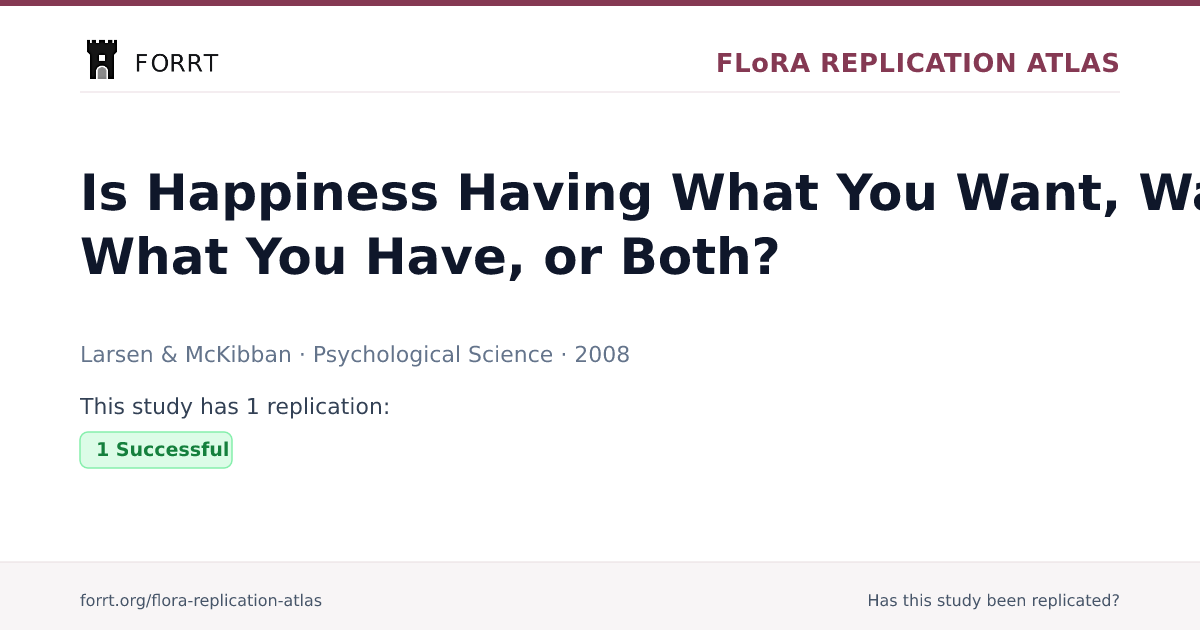 FORRT
FLoRA REPLICATION ATLAS
Is Happiness Having What You Want,
What You Have, or Both?
Larsen & McKibban · Psychological Science · 2008
This study has 1 replication:
1 Successful
forrt.org/flora-replication-atlas
Has this study been replicated?